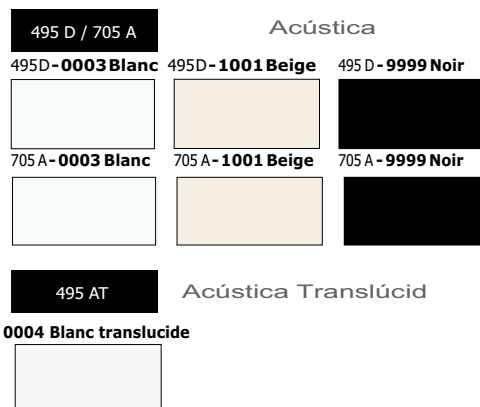 495 D / 705 A Acústica
495D-0003 Blanc 495D-1001 Beige 495 D-9999 Noir
705 A-0003 Blanc 705 A-1001 Beige 705 A-9999 Noir
495 AT Acústica Translúcid
0004 Blanc translucide